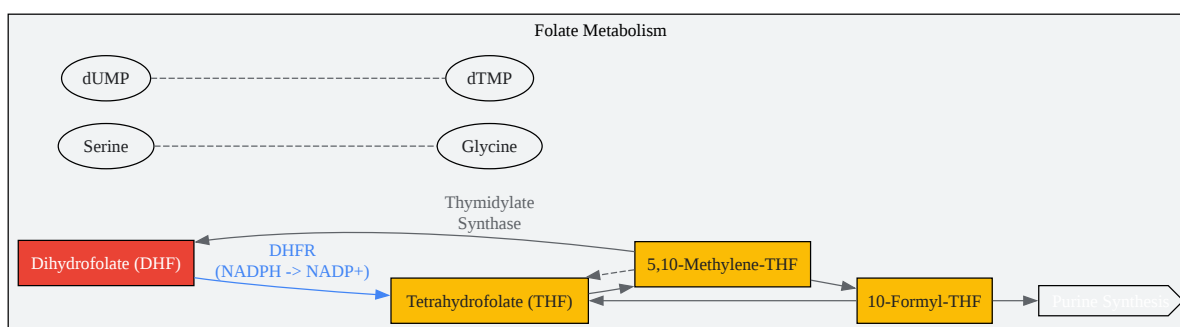 Folate Metabolism
dUMP
dTMP
Serine
Glycine
Thymidylate
Synthase
Dihydrofolate (DHF)
DHFR
(NADPH -> NADP+)
5,10-Methylene-THF
Tetrahydrofolate (THF)
10-Formyl-THF
Purine Synthesis